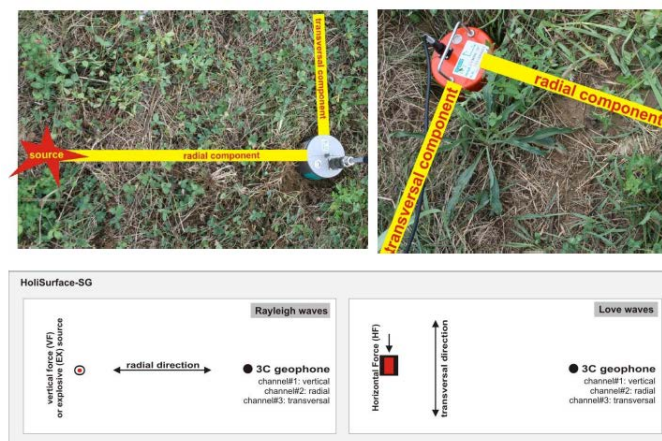 transversal component
source
radial component
radial component
transversal component
HoliSurface-SG
Rayleigh waves
vertical force (VF)
or explosive (EX) source
radial direction
3C geophone
channel#1: vertical
channel#2: radial
channel#3: transversal
Love waves
Horizontal Force (HF)
transversal direction
3C geophone
channel#1: vertical
channel#2: radial
channel#3: transversal